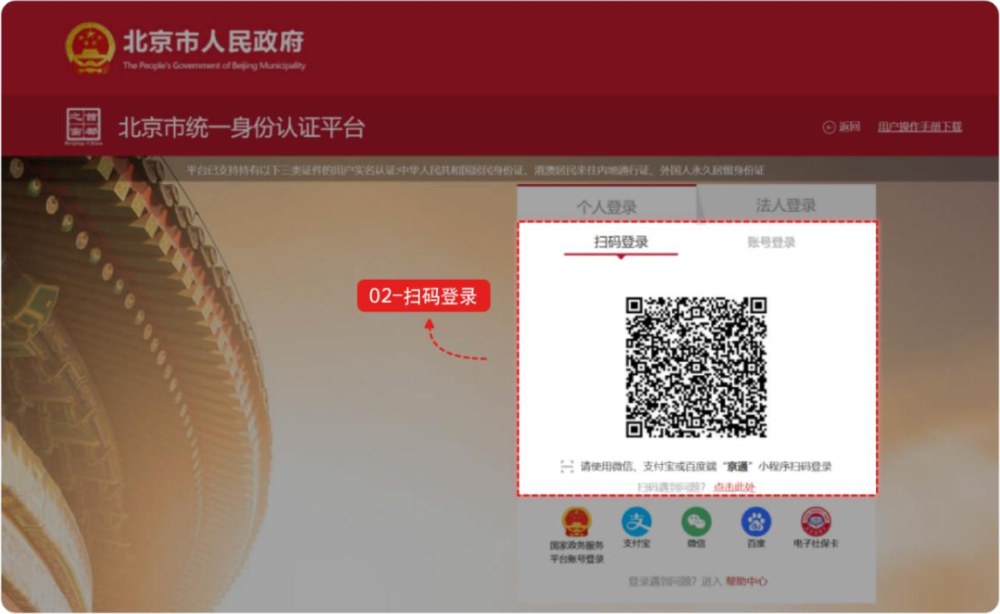 北京市人民政府
The People's Government of Beijing Municipality
首都之窗
Beijing-China
北京市统一身份认证平台
返回 用户操作手册下载
平台已支持持有以下三类证件的用户实名认证:中华人民共和国居民身份证、港澳居民来往内地通行证、外国人永久居留身份证
个人登录 法人登录
扫码登录 账号登录
02-扫码登录
请使用微信、支付宝或百度端“京通”小程序扫码登录
扫码遇到问题？ 点击此处
国家政务服务平台账号登录 支付宝 微信 百度 电子社保卡
登录遇到问题？进入 帮助中心